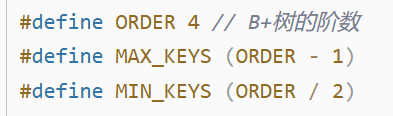 #define ORDER 4 // B+树的阶数
#define MAX_KEYS (ORDER - 1)
#define MIN_KEYS (ORDER / 2)